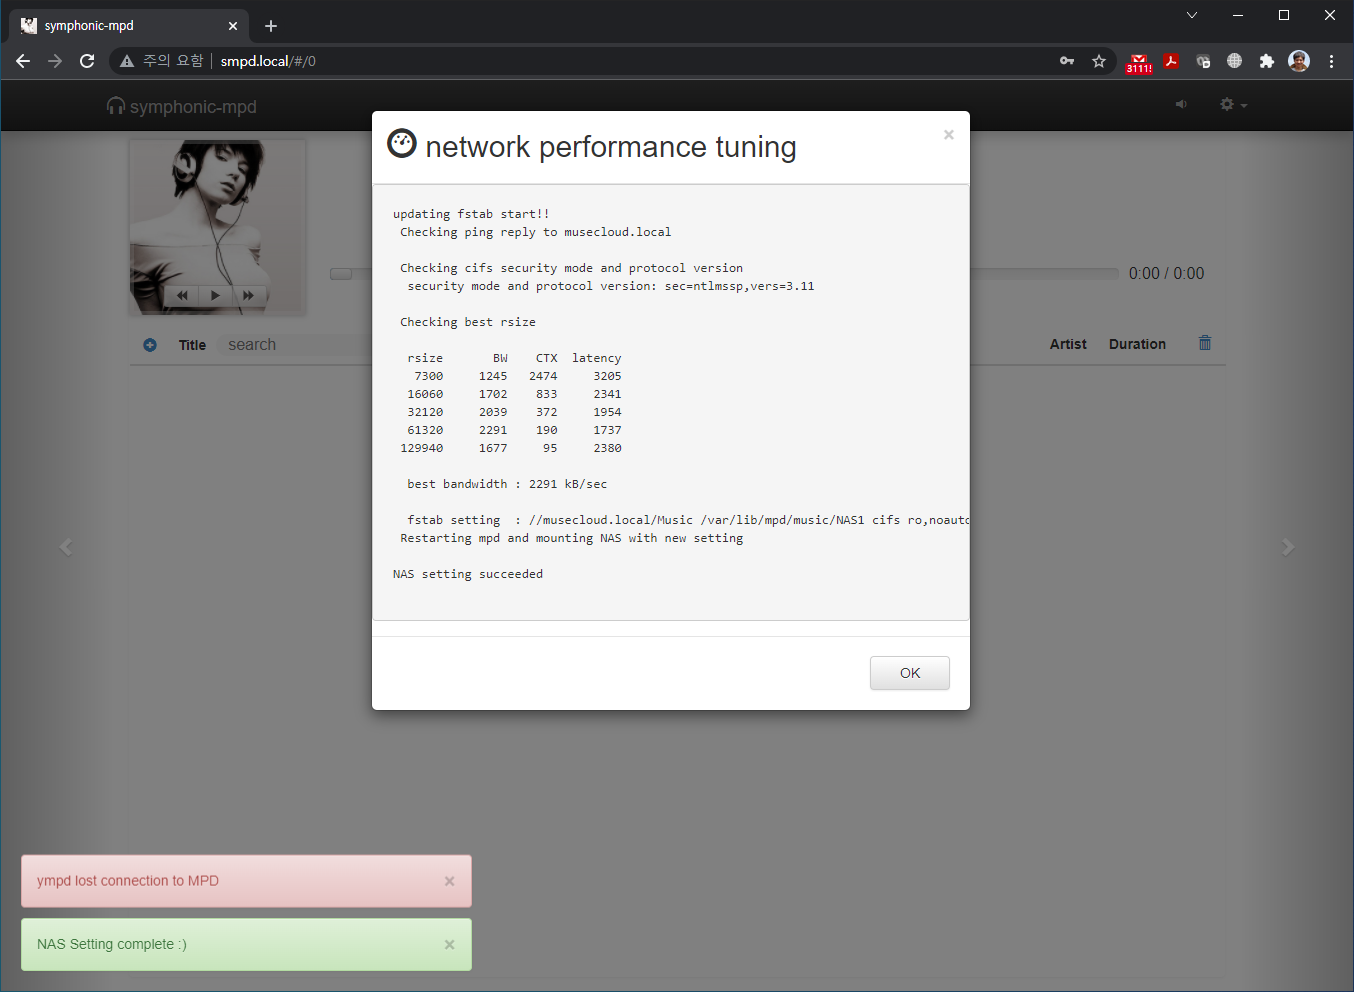 symphonic-mpd
주의 요함 smpd.local/#/0
31115
symphonic-mpd
network performance tuning
updating fstab start!!
Checking ping reply to musecloud.local
Checking cifs security mode and protocol version
security mode and protocol version: sec=ntlmssp,vers=3.11
Checking best rsize
rsize BW CTX latency
7300 1245 2474 3205
16060 1702 833 2341
32120 2039 372 1954
61320 2291 190 1737
129940 1677 95 2380
best bandwidth : 2291 kB/sec
fstab setting : //musecloud.local/Music /var/lib/mpd/music/NAS1 cifs ro,noauto
Restarting mpd and mounting NAS with new setting
NAS setting succeeded
OK
0:00 / 0:00
Title search Artist Duration
ympd lost connection to MPD
NAS Setting complete :)